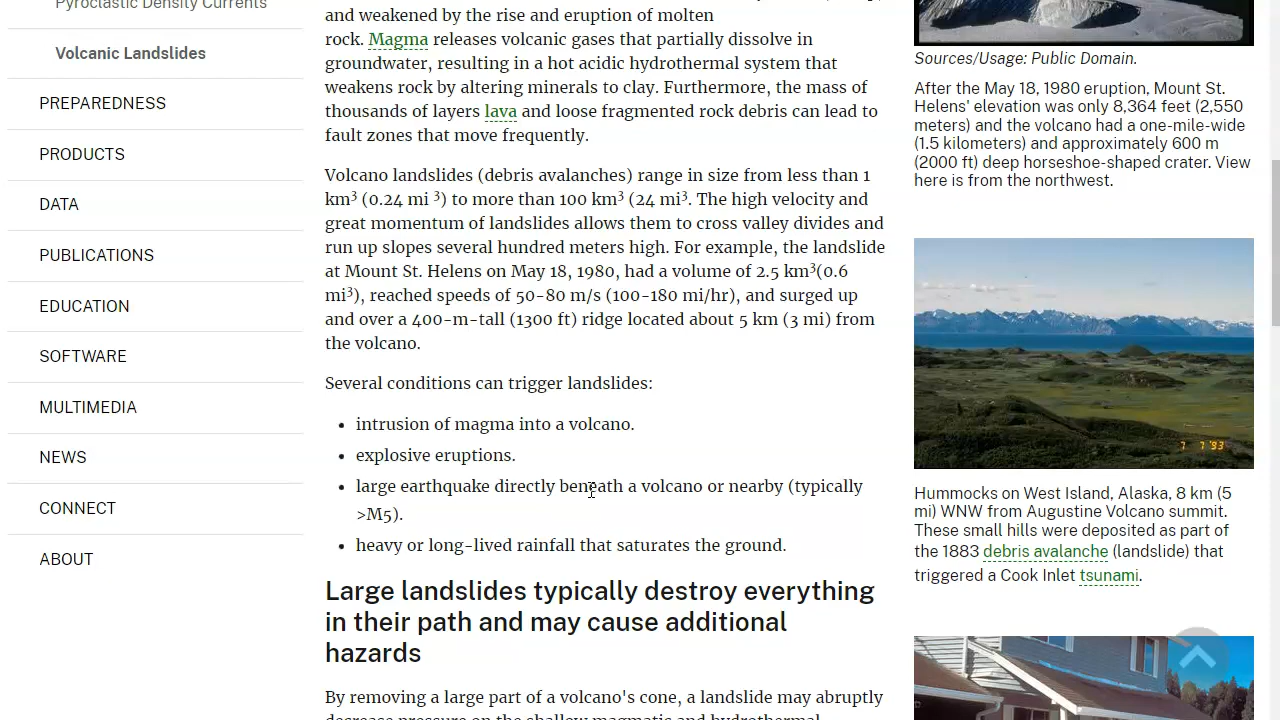 Pyroclastic Density Currents
Volcanic Landslides
PREPAREDNESS
PRODUCTS
DATA
PUBLICATIONS
EDUCATION
SOFTWARE
MULTIMEDIA
NEWS
CONNECT
ABOUT
and weakened by the rise and eruption of molten
rock. Magma releases volcanic gases that partially dissolve in
groundwater, resulting in a hot acidic hydrothermal system that
weakens rock by altering minerals to clay. Furthermore, the mass of
thousands of layers lava and loose fragmented rock debris can lead to
fault zones that move frequently.
Volcano landslides (debris avalanches) range in size from less than 1
km³ (0.24 mi ³) to more than 100 km³ (24 mi³. The high velocity and
great momentum of landslides allows them to cross valley divides and
run up slopes several hundred meters high. For example, the landslide
at Mount St. Helens on May 18, 1980, had a volume of 2.5 km³(0.6
mi³), reached speeds of 50-80 m/s (100-180 mi/hr), and surged up
and over a 400-m-tall (1300 ft) ridge located about 5 km (3 mi) from
the volcano.
Several conditions can trigger landslides:
• intrusion of magma into a volcano.
• explosive eruptions.
• large earthquake directly beneath a volcano or nearby (typically
>M5).
• heavy or long-lived rainfall that saturates the ground.
Large landslides typically destroy everything
in their path and may cause additional
hazards
By removing a large part of a volcano's cone, a landslide may abruptly
decrease pressure on the shallow magmatic and hydrothermal
Sources/Usage: Public Domain.
After the May 18, 1980 eruption, Mount St.
Helens' elevation was only 8,364 feet (2,550
meters) and the volcano had a one-mile-wide
(1.5 kilometers) and approximately 600 m
(2000 ft) deep horseshoe-shaped crater. View
here is from the northwest.
7 7 '93
Hummocks on West Island, Alaska, 8 km (5
mi) WNW from Augustine Volcano summit.
These small hills were deposited as part of
the 1883 debris avalanche (landslide) that
triggered a Cook Inlet tsunami.